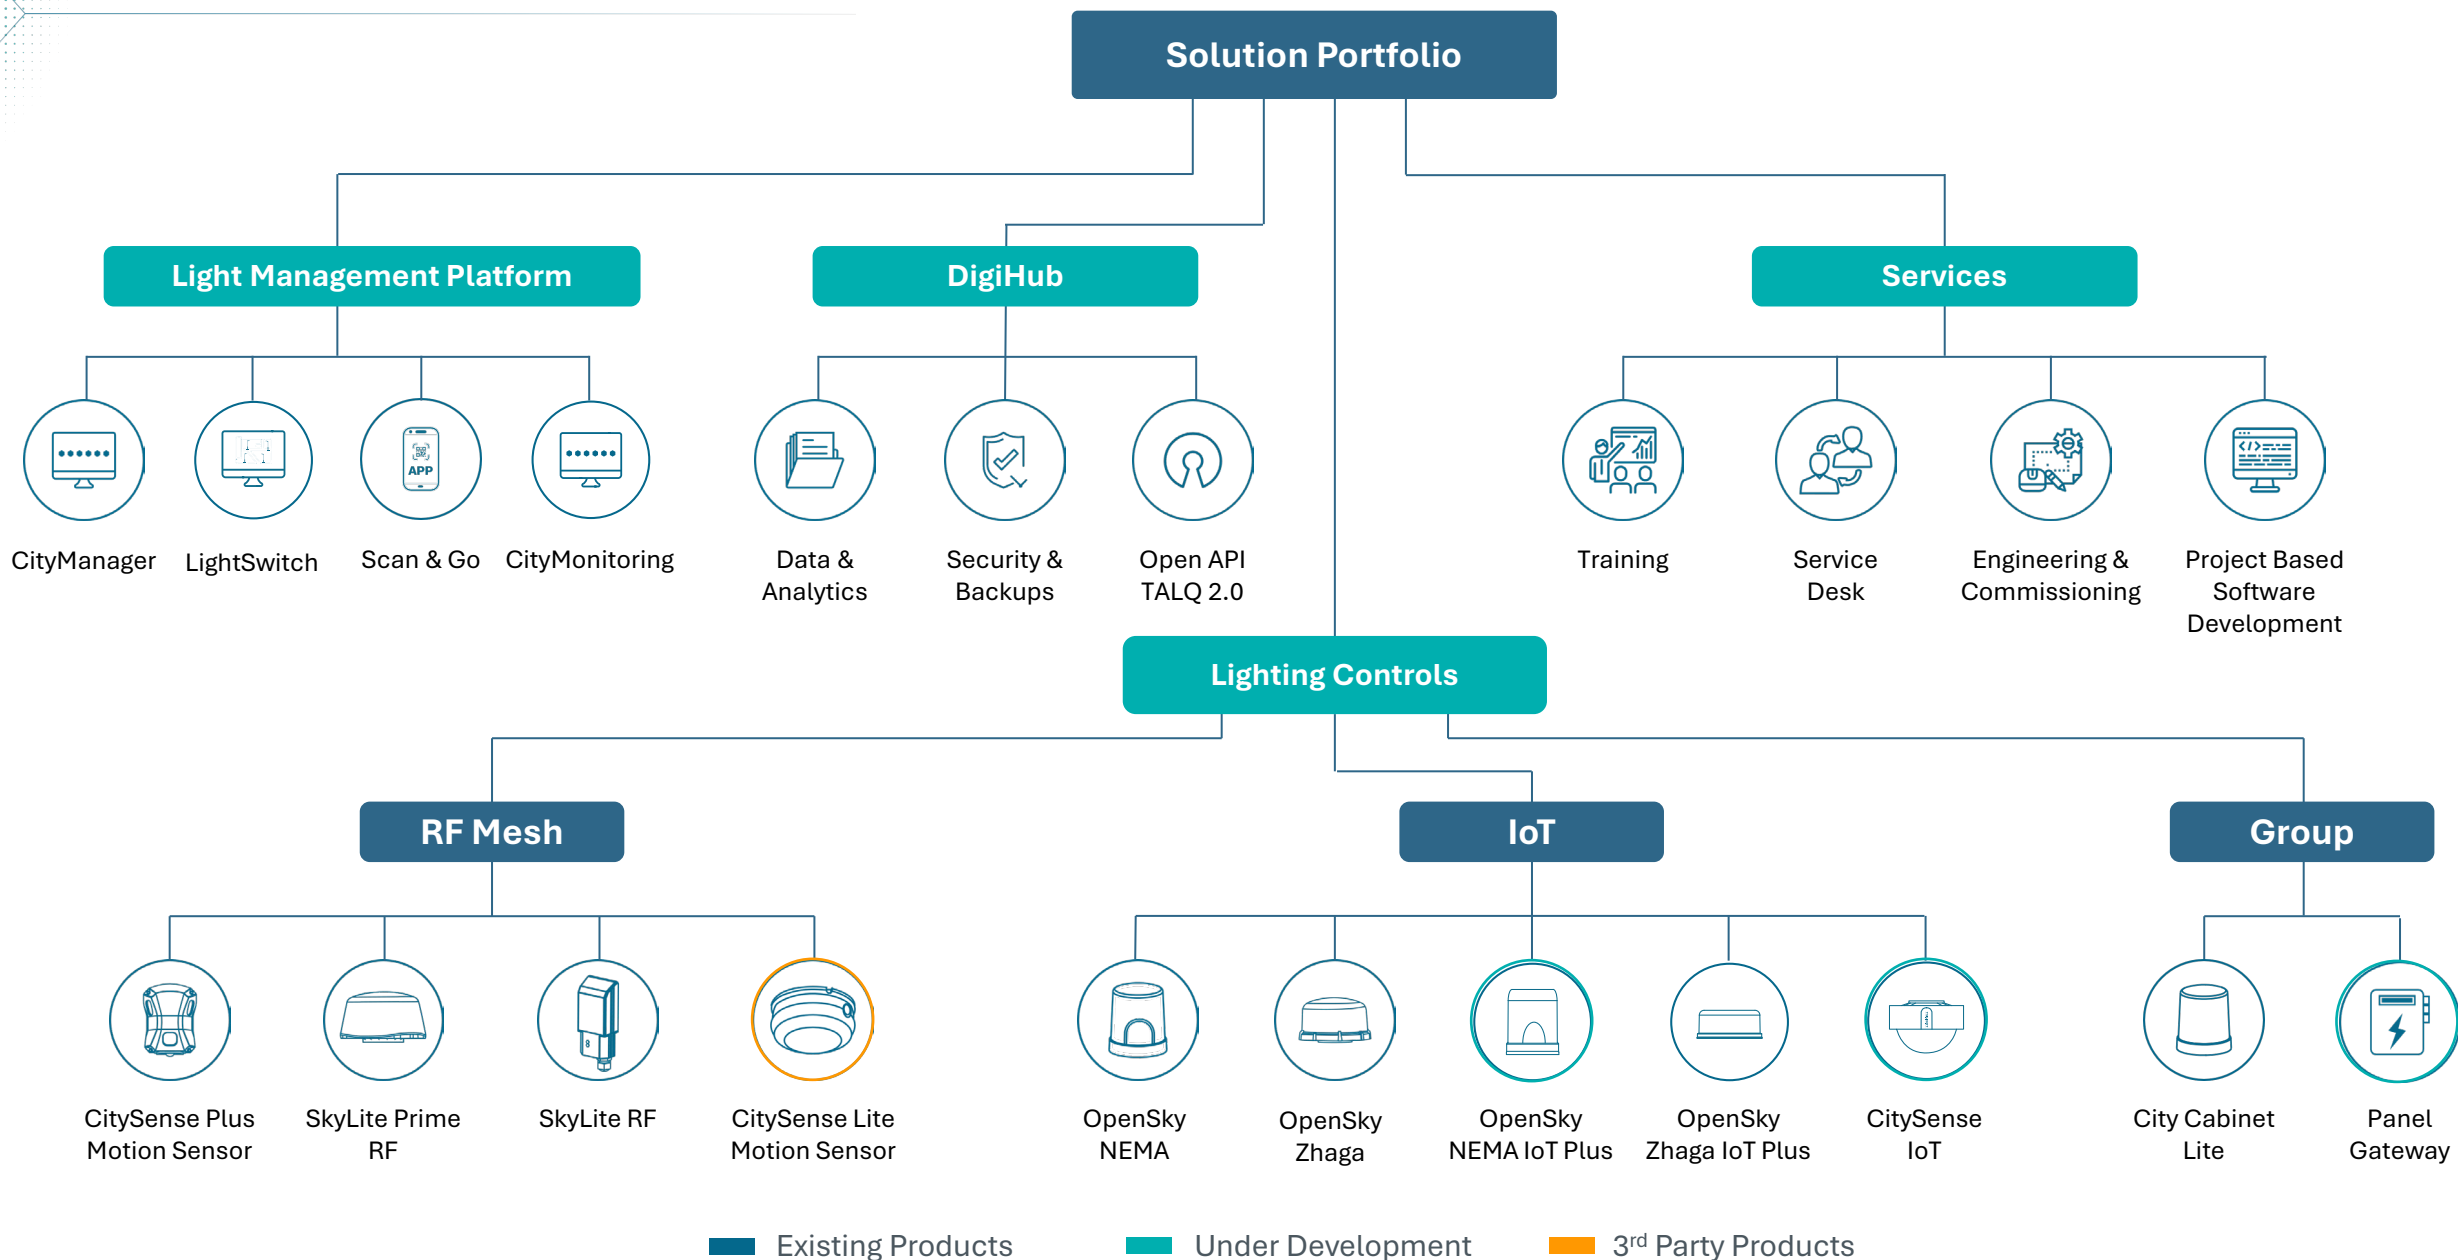 Solution Portfolio
Light Management Platform
DigiHub
Services
APP
CityManager
LightSwitch
Scan & Go
CityMonitoring
Data &
Analytics
Security &
Backups
Open API
TALQ 2.0
Training
Service
Desk
Engineering &
Commissioning
Project Based
Software
Development
Lighting Controls
RF Mesh
IoT
Group
CitySense Plus
Motion Sensor
SkyLite Prime
RF
SkyLite RF
CitySense Lite
Motion Sensor
OpenSky
NEMA
OpenSky
Zhaga
OpenSky
NEMA IoT Plus
OpenSky
Zhaga IoT Plus
CitySense
IoT
City Cabinet
Lite
Panel
Gateway
Existing Products
Under Development
3rd Party Products